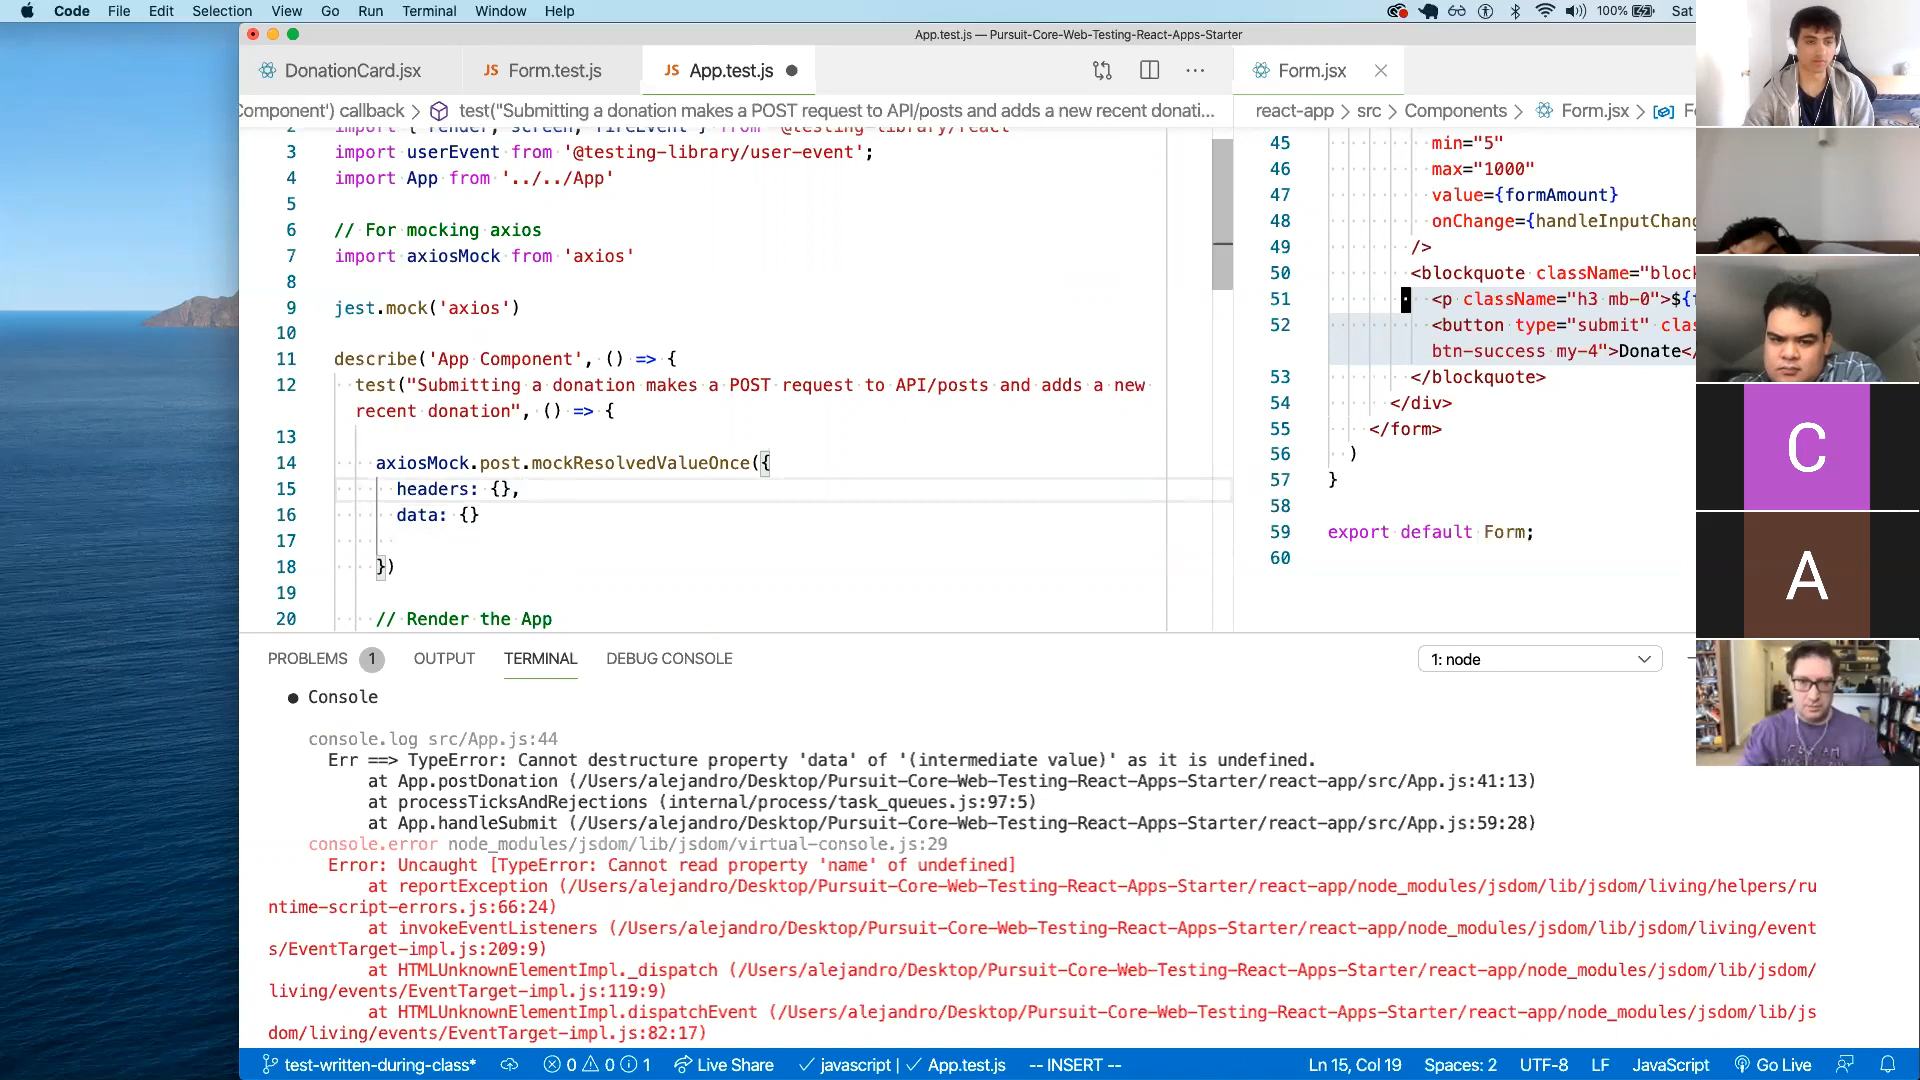 Code File Edit Selection View Go Run Terminal Window Help 100% Sat
App.test.js — Pursuit-Core-Web-Testing-React-Apps-Starter
DonationCard.jsx JS Form.test.js JS App.test.js ● ··· Form.jsx ×
Component') callback > test("Submitting a donation makes a POST request to API/posts and adds a new recent donati... react-app > src > Components > Form.jsx >
2 import { render, screen, fireEvent } from '@testing-library/react'
3 import userEvent from '@testing-library/user-event';
4 import App from '../../App'
5
6 // For mocking axios
7 import axiosMock from 'axios'
8
9 jest.mock('axios')
10
11 describe('App Component', () => {
12 test("Submitting a donation makes a POST request to API/posts and adds a new
recent donation", () => {
13
14 axiosMock.post.mockResolvedValueOnce({
15 headers: {},
16 data: {}
17
18 })
19
20 // Render the App
45 min="5"
46 max="1000"
47 value={formAmount}
48 onChange={handleInputChang
49 />
50 <blockquote className="bloc
51 <p className="h3 mb-0">${
52 <button type="submit" clas
btn-success my-4">Donate</
53 </blockquote>
54 </div>
55 </form>
56 )
57 }
58
59 export default Form;
60
PROBLEMS 1 OUTPUT TERMINAL DEBUG CONSOLE 1: node
● Console
console.log src/App.js:44
Err ==> TypeError: Cannot destructure property 'data' of '(intermediate value)' as it is undefined.
at App.postDonation (/Users/alejandro/Desktop/Pursuit-Core-Web-Testing-React-Apps-Starter/react-app/src/App.js:41:13)
at processTicksAndRejections (internal/process/task_queues.js:97:5)
at App.handleSubmit (/Users/alejandro/Desktop/Pursuit-Core-Web-Testing-React-Apps-Starter/react-app/src/App.js:59:28)
console.error node_modules/jsdom/lib/jsdom/virtual-console.js:29
Error: Uncaught [TypeError: Cannot read property 'name' of undefined]
at reportException (/Users/alejandro/Desktop/Pursuit-Core-Web-Testing-React-Apps-Starter/react-app/node_modules/jsdom/lib/jsdom/living/helpers/ru
ntime-script-errors.js:66:24)
at invokeEventListeners (/Users/alejandro/Desktop/Pursuit-Core-Web-Testing-React-Apps-Starter/react-app/node_modules/jsdom/lib/jsdom/living/event
s/EventTarget-impl.js:209:9)
at HTMLUnknownElementImpl._dispatch (/Users/alejandro/Desktop/Pursuit-Core-Web-Testing-React-Apps-Starter/react-app/node_modules/jsdom/lib/jsdom/
living/events/EventTarget-impl.js:119:9)
at HTMLUnknownElementImpl.dispatchEvent (/Users/alejandro/Desktop/Pursuit-Core-Web-Testing-React-Apps-Starter/react-app/node_modules/jsdom/lib/js
dom/living/events/EventTarget-impl.js:82:17)
test-written-during-class* 0 0 1 Live Share javascript | App.test.js -- INSERT -- Ln 15, Col 19 Spaces: 2 UTF-8 LF JavaScript Go Live
C
A